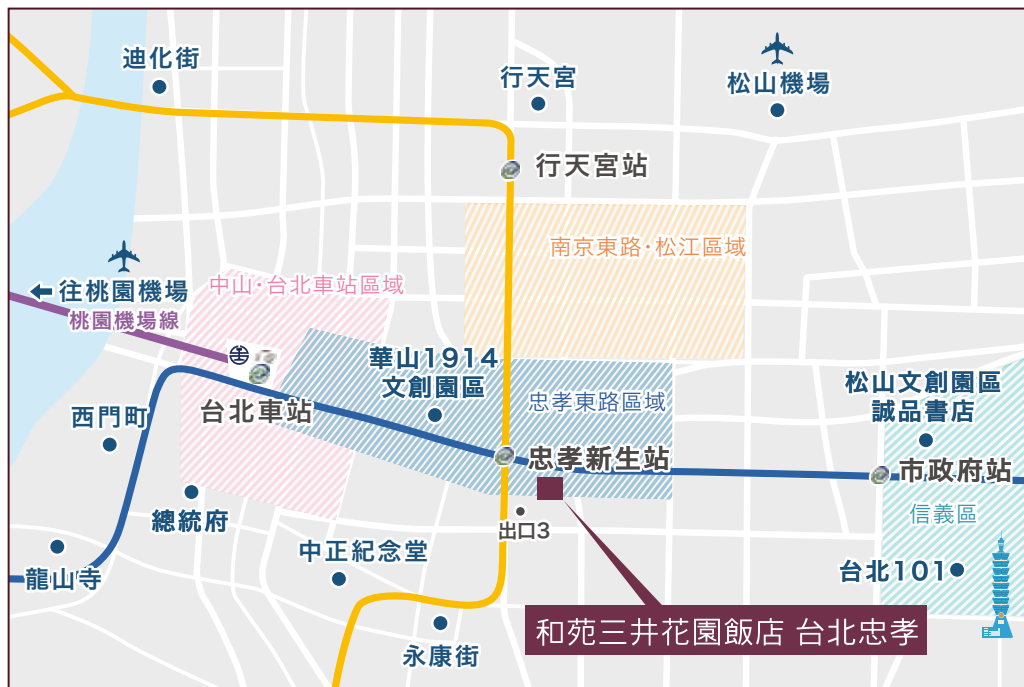 迪化街
行天宮
松山機場
行天宮站
南京東路·松江區域
中山·台北車站區域
往桃園機場
桃園機場線
華山1914
文創園區
忠孝東路區域
松山文創園區
誠品書店
西門町
台北車站
忠孝新生站
市政府站
總統府
信義區
出口3
中正紀念堂
龍山寺
台北101
和苑三井花園飯店 台北忠孝
永康街